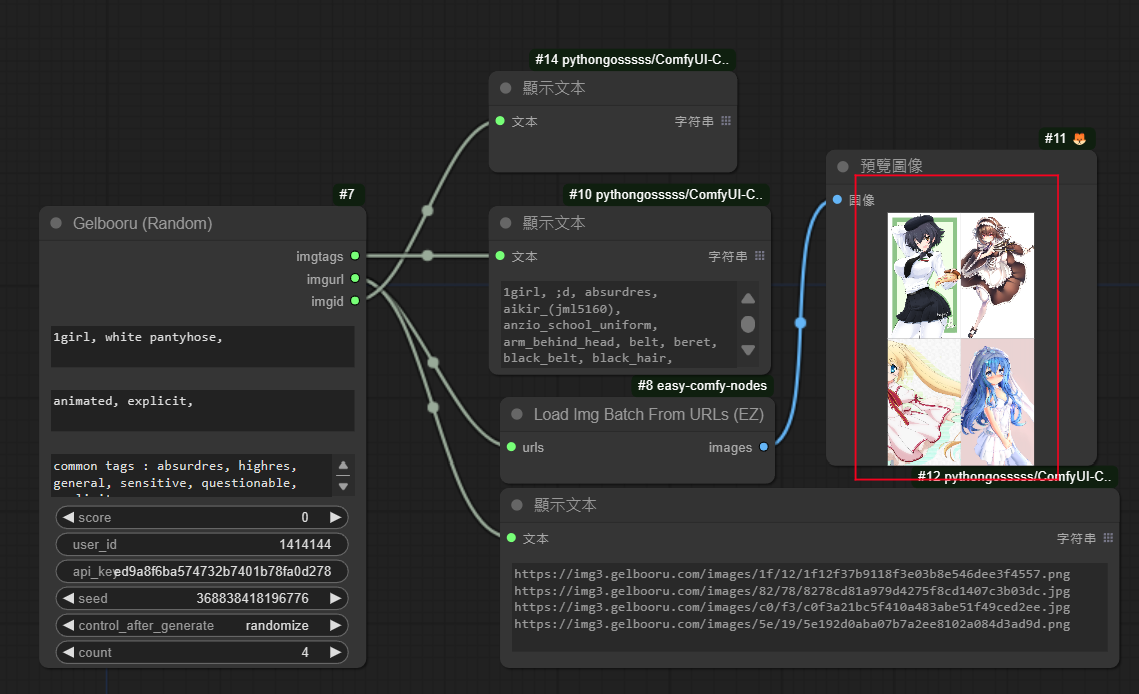 #14 pythongosssss/ComfyUI-C..
顯示文本
文本
字符串
#11
預覽圖像
圖像
#7
Gelbooru (Random)
imgtags
imgurl
imgid
1girl, white pantyhose,
animated, explicit,
common tags : absurdres, highres,
general, sensitive, questionable,
score 0
user_id 1414144
api_key ed9a8f6ba574732b7401b78fa0d278
seed 368838418196776
control_after_generate randomize
count 4
#10 pythongosssss/ComfyUI-C..
顯示文本
文本
字符串
1girl, ;d, absurdres,
aikir_(jml5160),
anzio_school_uniform,
arm_behind_head, belt, beret,
black_belt, black_hair,
#8 easy-comfy-nodes
Load Img Batch From URLs (EZ)
urls
images
#12 pythongosssss/ComfyUI-C..
顯示文本
文本
字符串
https://img3.gelbooru.com/images/1f/12/1f12f37b9118f3e03b8e546dee3f4557.png
https://img3.gelbooru.com/images/82/78/8278cd81a979d4275f8cd1407c3b03dc.jpg
https://img3.gelbooru.com/images/c0/f3/c0f3a21bc5f410a483abe51f49ced2ee.jpg
https://img3.gelbooru.com/images/5e/19/5e192d0aba07b7a2ee8102a084d3ad9d.png